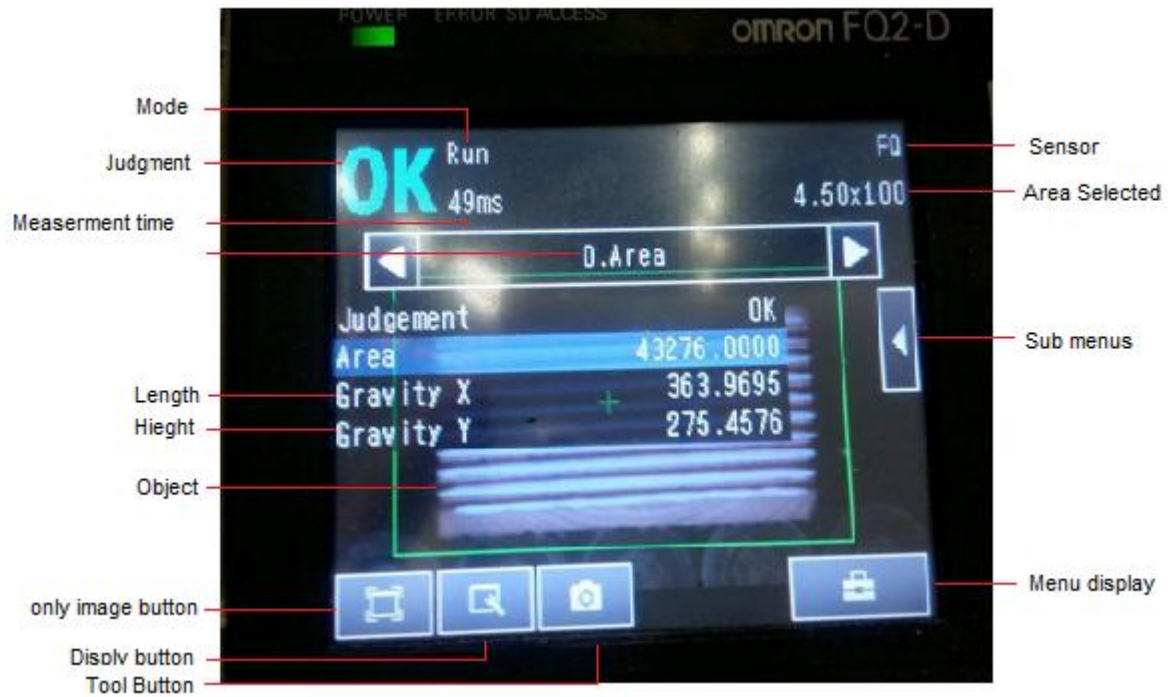 POWER ERROR SD ACCESS
omron FQ2-D
Mode
Judgment
Measerment time
OK
Run
49ms
FQ
4.50x100
Sensor
Area Selected
0.Area
Judgement OK
Area 43276.0000
Gravity X 363.9695
Gravity Y 275.4576
Length
Hieght
Object
Sub menus
only image button
Disply button
Tool Button
Menu display